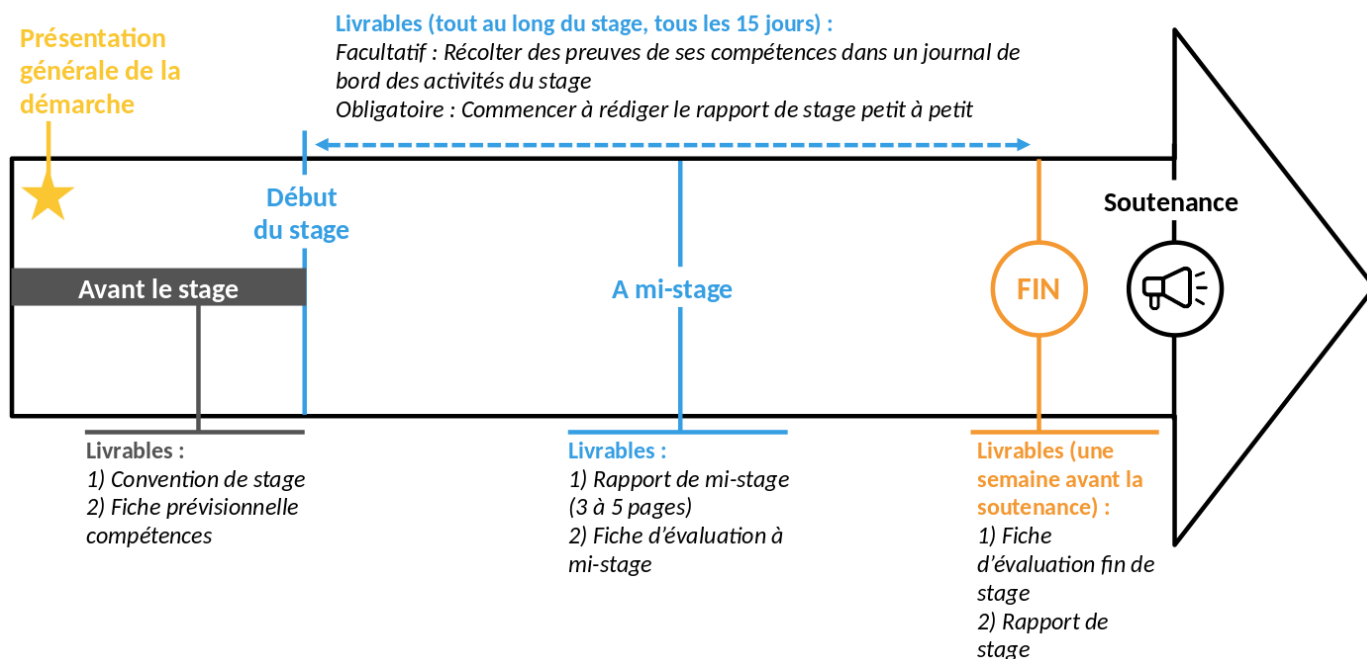 Présentation
générale de la
démarche
Livrables (tout au long du stage, tous les 15 jours) :
Facultatif : Récolter des preuves de ses compétences dans un journal de
bord des activités du stage
Obligatoire : Commencer à rédiger le rapport de stage petit à petit
Début
du stage
Avant le stage
A mi-stage
FIN
Soutenance
Livrables :
1) Convention de stage
2) Fiche prévisionnelle
compétences
Livrables :
1) Rapport de mi-stage
(3 à 5 pages)
2) Fiche d’évaluation à
mi-stage
Livrables (une
semaine avant la
soutenance) :
1) Fiche
d’évaluation fin de
stage
2) Rapport de
stage